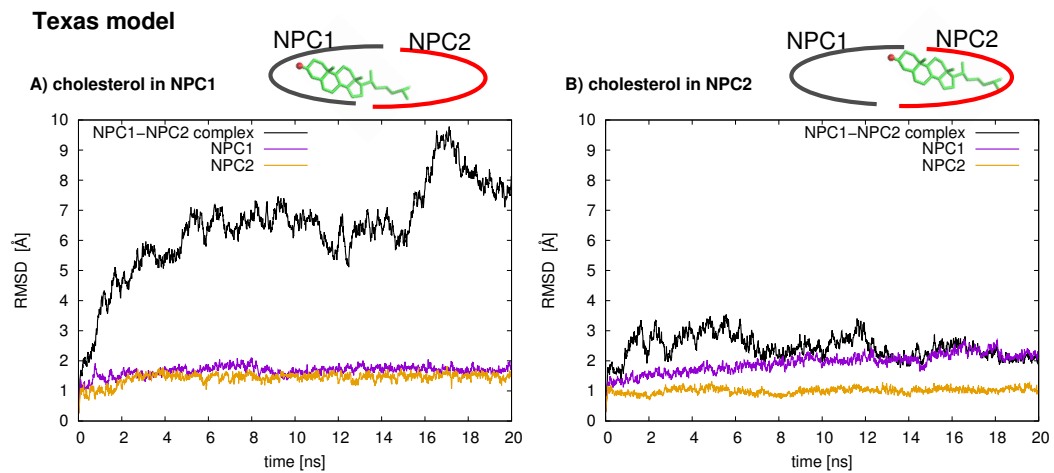 Texas model
NPC1 NPC2
A) cholesterol in NPC1
NPC1−NPC2 complex
NPC1
NPC2
10
9
8
7
6
5
4
3
2
1
0
RMSD [Å]
0 2 4 6 8 10 12 14 16 18 20
time [ns]
NPC1 NPC2
B) cholesterol in NPC2
NPC1−NPC2 complex
NPC1
NPC2
10
9
8
7
6
5
4
3
2
1
0
RMSD [Å]
0 2 4 6 8 10 12 14 16 18 20
time [ns]